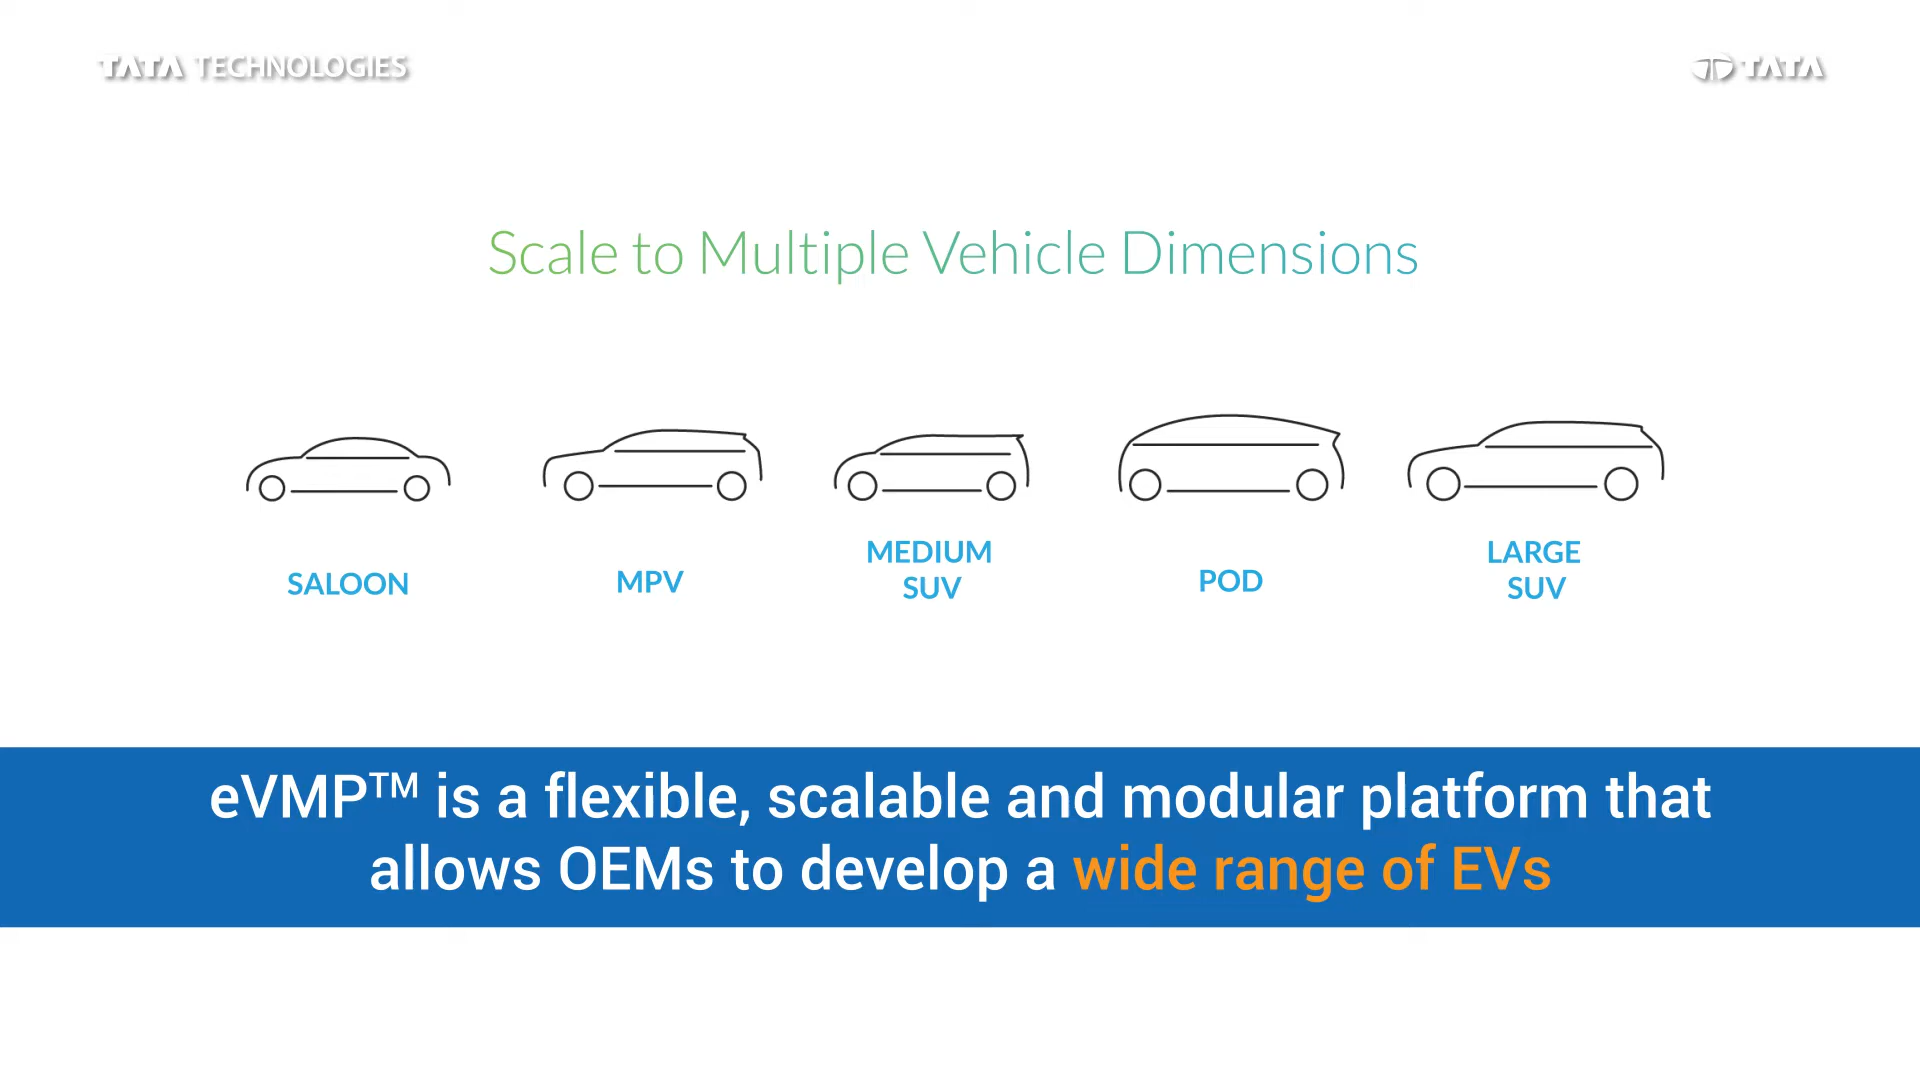 TATA TECHNOLOGIES
TATA
Scale to Multiple Vehicle Dimensions
SALOON
MPV
MEDIUM
SUV
POD
LARGE
SUV
eVMP™ is a flexible, scalable and modular platform that
allows OEMs to develop a wide range of EVs